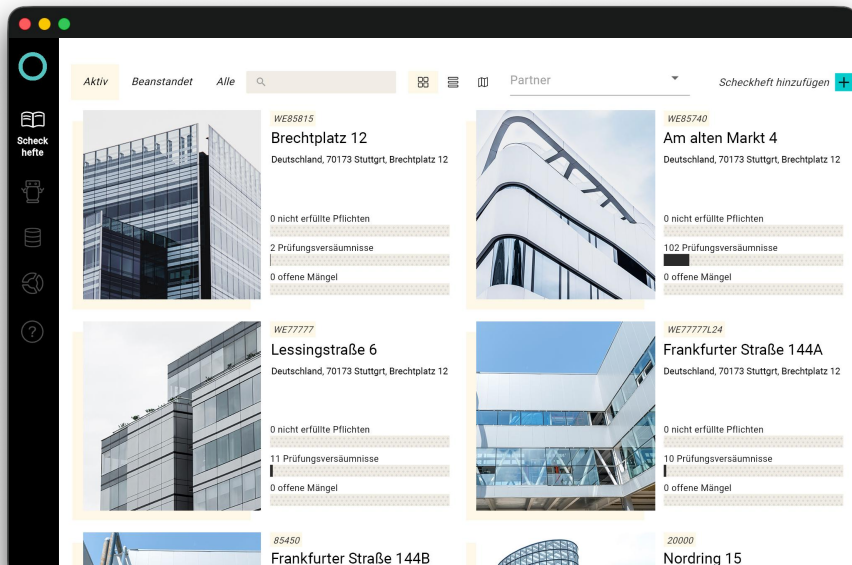 Aktiv Beanstandet Alle Partner Scheckheft hinzufügen
Scheck
hefte
WE85815
Brechtplatz 12
Deutschland, 70173 Stuttgrt, Brechtplatz 12
0 nicht erfüllte Pflichten
2 Prüfungsversäumnisse
0 offene Mängel
WE85740
Am alten Markt 4
Deutschland, 70173 Stuttgrt, Brechtplatz 12
0 nicht erfüllte Pflichten
102 Prüfungsversäumnisse
0 offene Mängel
WE77777
Lessingstraße 6
Deutschland, 70173 Stuttgrt, Brechtplatz 12
0 nicht erfüllte Pflichten
11 Prüfungsversäumnisse
0 offene Mängel
WE77777L24
Frankfurter Straße 144A
Deutschland, 70173 Stuttgrt, Brechtplatz 12
0 nicht erfüllte Pflichten
10 Prüfungsversäumnisse
0 offene Mängel
85450
Frankfurter Straße 144B
20000
Nordring 15